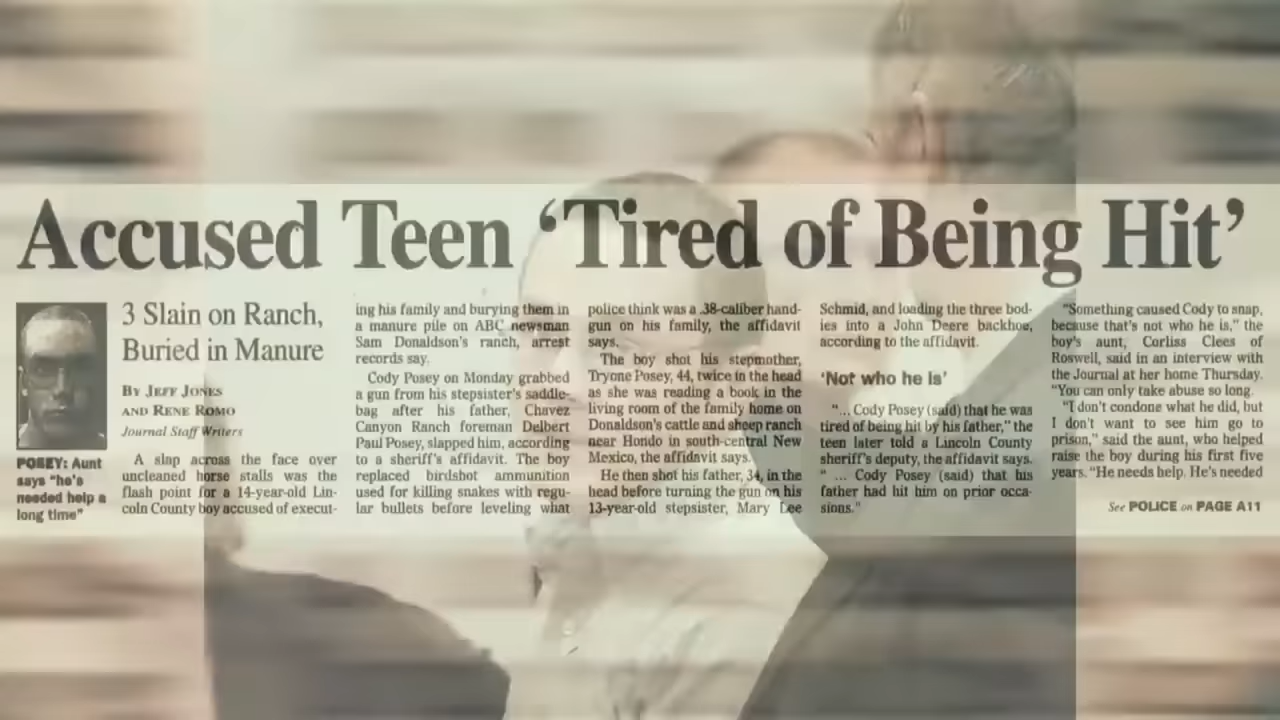 Accused Teen ‘Tired of Being Hit’
3 Slain on Ranch,
Buried in Manure
BY JEFF JONES
AND RENE ROMO
Journal Staff Writers
A slap across the face over
uncleaned horse stalls was the
flash point for a 14-year-old Lin-
coln County boy accused of execut-
POSEY: Aunt
says “he’s
needed help a
long time”
ing his family and burying them in
a manure pile on ABC newsman
Sam Donaldson’s ranch, arrest
records say.
Cody Posey on Monday grabbed
a gun from his stepsister’s saddle-
bag after his father, Chavez
Canyon Ranch foreman Delbert
Paul Posey, slapped him, according
to a sheriff’s affidavit. The boy
replaced birdshot ammunition
used for killing snakes with regu-
lar bullets before leveling what
police think was a .38-caliber hand-
gun on his family, the affidavit
says.
The boy shot his stepmother,
Tryone Posey, 44, twice in the head
as she was reading a book in the
living room of the family home on
Donaldson’s cattle and sheep ranch
near Hondo in south-central New
Mexico, the affidavit says.
He then shot his father, 34, in the
head before turning the gun on his
13-year-old stepsister, Mary Lee
Schmid, and loading the three bod-
ies into a John Deere backhoe,
according to the affidavit.
‘Not who he is’
“... Cody Posey (said) that he was
tired of being hit by his father,” the
teen later told a Lincoln County
sheriff’s deputy, the affidavit says.
“ ... Cody Posey (said) that his
father had hit him on prior occa-
sions.”
“Something caused Cody to snap,
because that’s not who he is,” the
boy’s aunt, Corliss Clees of
Roswell, said in an interview with
the Journal at her home Thursday.
“You can only take abuse so long.
“I don’t condone what he did, but
I don’t want to see him go to
prison,” said the aunt, who helped
raise the boy during his first five
years. “He needs help. He’s needed
See POLICE on PAGE A11